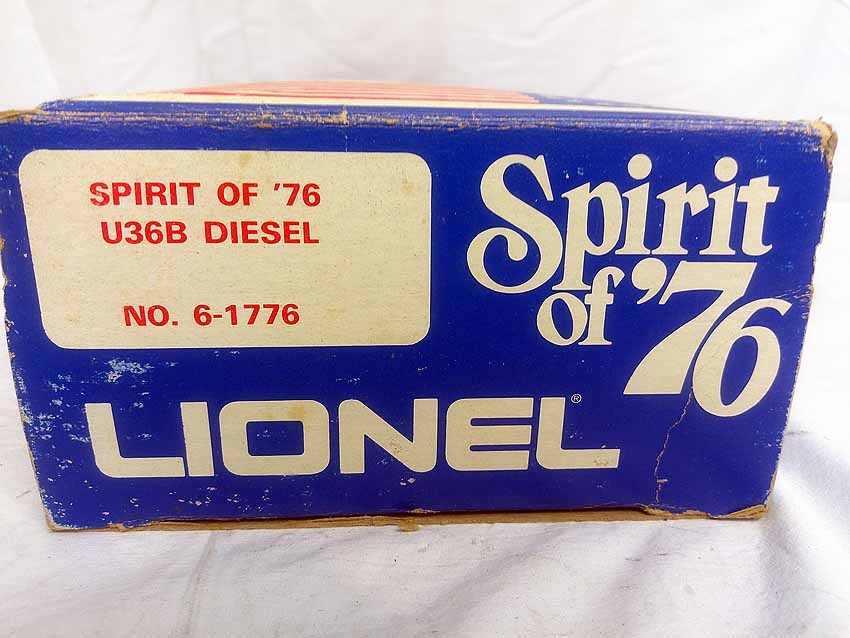 SPIRIT OF '76
U36B DIESEL
NO. 6-1776
Spirit
of '76
LIONEL®